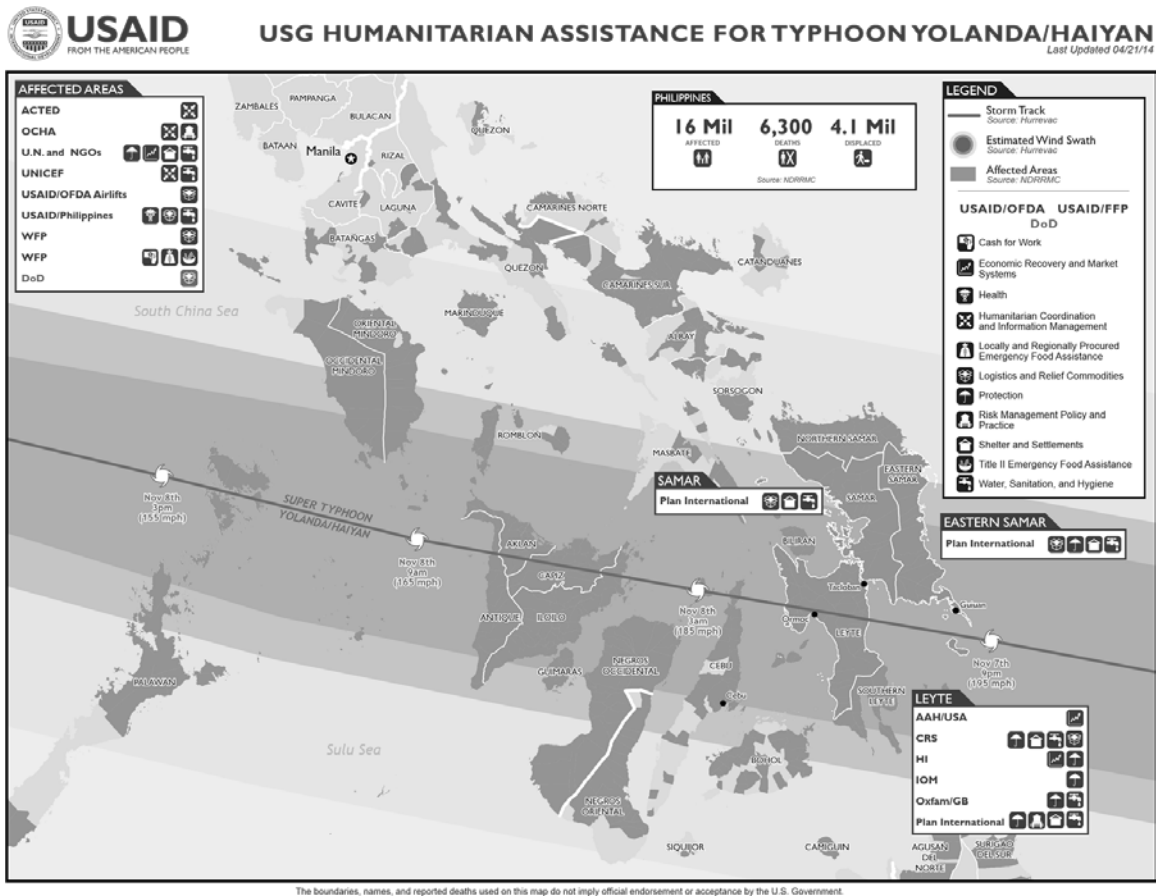 USAID
FROM THE AMERICAN PEOPLE
USG HUMANITARIAN ASSISTANCE FOR TYPHOON YOLANDA/HAIYAN
Last Updated 04/21/14
AFFECTED AREAS
ACTED
OCHA
U.N. and NGOs
UNICEF
USAID/OFDA Airlifts
USAID/Philippines
WFP
WFP
DoD
PHILIPPINES
16 Mil
AFFECTED
6,300
DEATHS
4.1 Mil
DISPLACED
Source: NDRRMC
LEGEND
Storm Track
Source: Hurrevac
Estimated Wind Swath
Source: Hurrevac
Affected Areas
Source: NDRRMC
USAID/OFDA USAID/FFP
DoD
Cash for Work
Economic Recovery and Market
Systems
Health
Humanitarian Coordination
and Information Management
Locally and Regionally Procured
Emergency Food Assistance
Logistics and Relief Commodities
Protection
Risk Management Policy and
Practice
Shelter and Settlements
Title II Emergency Food Assistance
Water, Sanitation, and Hygiene
ZAMBALES
PAMPANGA
BULACAN
BATAAN
Manila
RIZAL
QUEZON
CAVITE
LAGUNA
BATANGAS
CAMARINES NORTE
QUEZON
CATANDUANES
CAMARINES SUR
South China Sea
MARINDUQUE
ORIENTAL
MINDORO
OCCIDENTAL
MINDORO
ALBAY
SORSOGON
ROMBLON
MASBATE
NORTHERN SAMAR
EASTERN
SAMAR
SAMAR
SAMAR
Plan International
EASTERN SAMAR
Plan International
Nov 8th
3pm
(155 mph)
SUPER TYPHOON
YOLANDA/HAIYAN
Nov 8th
9am
(165 mph)
AKLAN
CAPIZ
BILIRAN
Tacloban
Nov 8th
3am
(185 mph)
Guiuan
ANTIQUE
ILOILO
Ormoc
LEYTE
GUIMARAS
NEGROS
OCCIDENTAL
CEBU
Nov 7th
9pm
(195 mph)
PALAWAN
Cebu
SOUTHERN
LEYTE
LEYTE
AAH/USA
CRS
HI
IOM
Oxfam/GB
Plan International
Sulu Sea
BOHOL
NEGROS
ORIENTAL
SIQUIJOR
CAMIGUIN
AGUSAN
DEL
NORTE
SURIGAO
DEL SUR
The boundaries, names, and reported deaths used on this map do not imply official endorsement or acceptance by the U.S. Government.